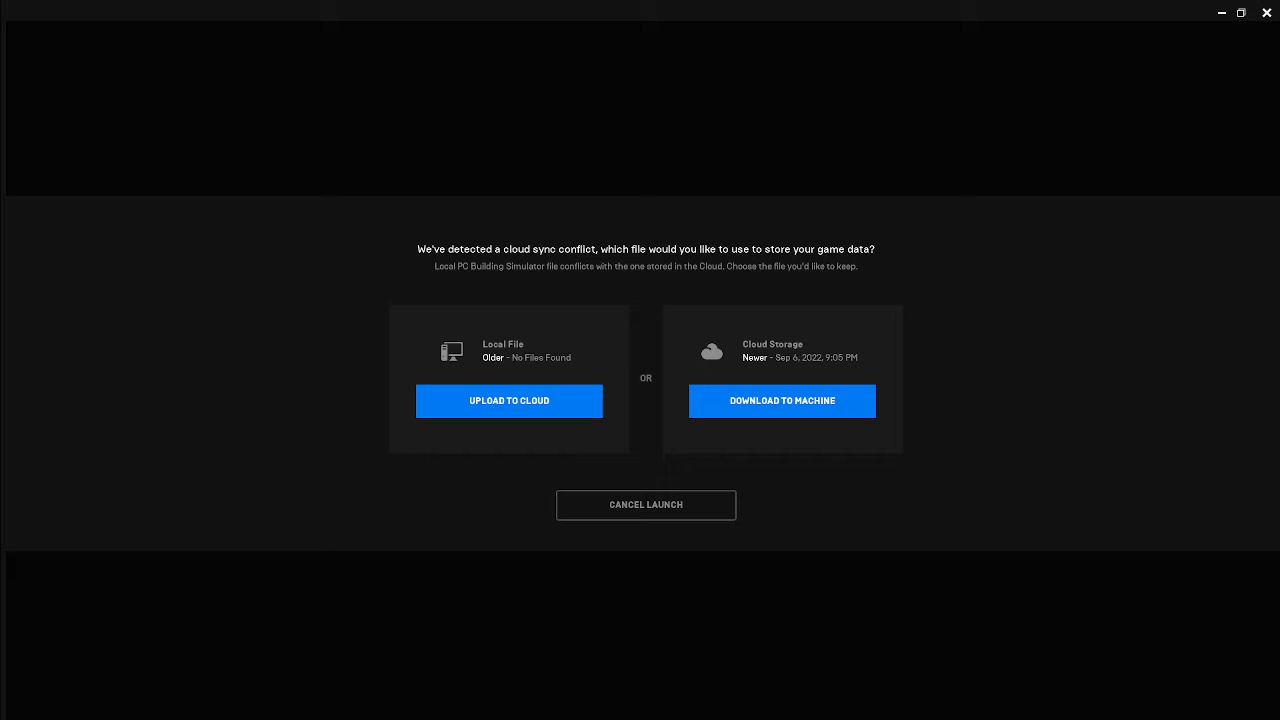 We've detected a cloud sync conflict, which file would you like to use to store your game data?
Local PC Building Simulator file conflicts with the one stored in the Cloud. Choose the file you'd like to keep.
Local File
Older - No Files Found
UPLOAD TO CLOUD
OR
Cloud Storage
Newer - Sep 6, 2022, 9:05 PM
DOWNLOAD TO MACHINE
CANCEL LAUNCH